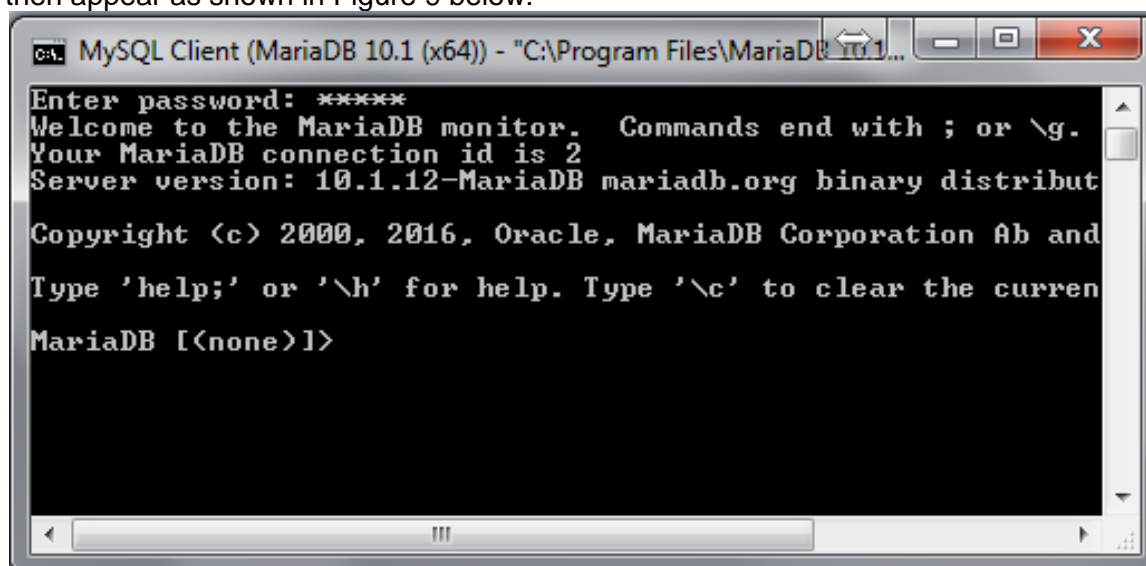 then appear as shown in Figure 9 below.
MySQL Client (MariaDB 10.1 (x64)) - "C:\Program Files\MariaDB 10.1...
Enter password: *****
Welcome to the MariaDB monitor.  Commands end with ; or \g.
Your MariaDB connection id is 2
Server version: 10.1.12-MariaDB mariadb.org binary distribut
Copyright (c) 2000, 2016, Oracle, MariaDB Corporation Ab and
Type 'help;' or '\h' for help. Type '\c' to clear the curren
MariaDB [(none)]>